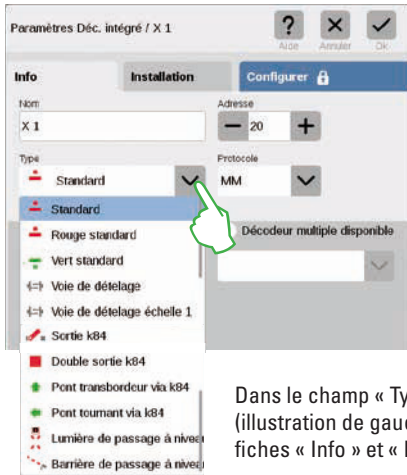 Paramètres Déc. intégré / X 1
?
Aide Annuler Ok
Info Installation Configurer
Nom Adresse
X 1 20
Type Protocole
Standard MM
Standard
Rouge standard
Décodeur multiple disponible
Vert standard
Voie de dételage
Voie de dételage échelle 1
Sortie k84
Double sortie k84
Pont transbordeur via k84
Pont tournant via k84
Lumière de passage à nivea
Barrière de passage à nivea
Dans le champ « Ty
(illustration de gauc
fiches « Info » et «